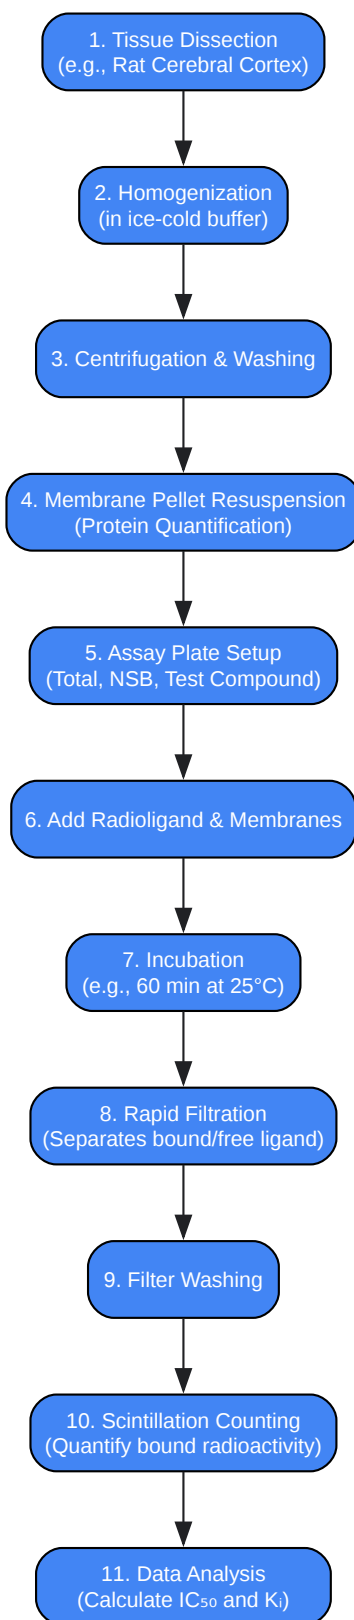 1. Tissue Dissection
(e.g., Rat Cerebral Cortex)
2. Homogenization
(in ice-cold buffer)
3. Centrifugation & Washing
4. Membrane Pellet Resuspension
(Protein Quantification)
5. Assay Plate Setup
(Total, NSB, Test Compound)
6. Add Radioligand & Membranes
7. Incubation
(e.g., 60 min at 25°C)
8. Rapid Filtration
(Separates bound/free ligand)
9. Filter Washing
10. Scintillation Counting
(Quantify bound radioactivity)
11. Data Analysis
(Calculate IC₅₀ and Kᵢ)